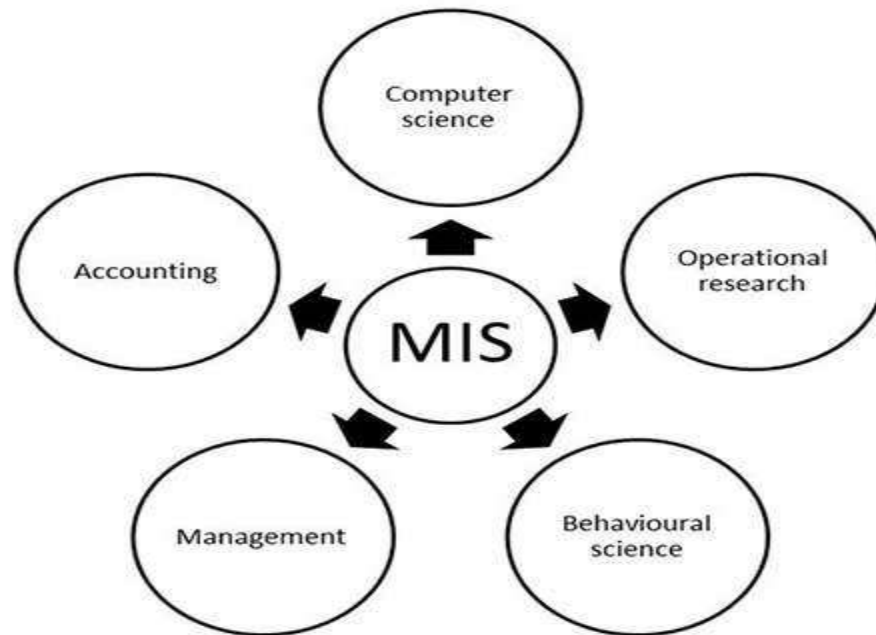 Computer
science
Accounting
Operational
research
MIS
Management
Behavioural
science